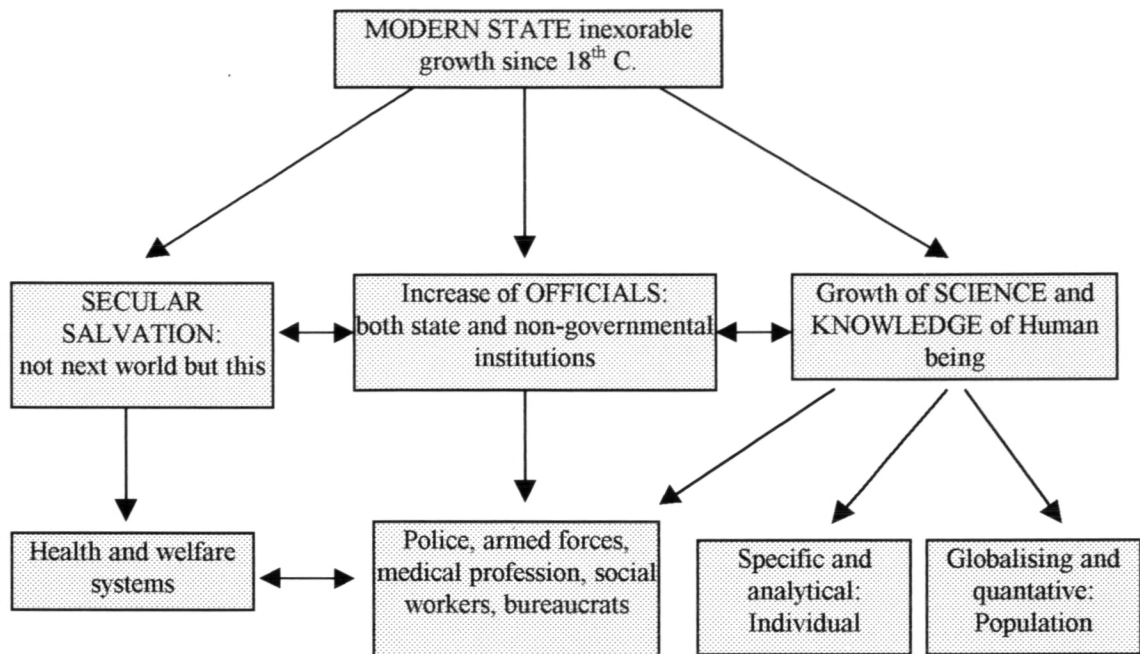 MODERN STATE inexorable
growth since 18th C.
SECULAR
SALVATION:
not next world but this
Increase of OFFICIALS:
both state and non-governmental
institutions
Growth of SCIENCE and
KNOWLEDGE of Human
being
Health and welfare
systems
Police, armed forces,
medical profession, social
workers, bureaucrats
Specific and
analytical:
Individual
Globalising and
quantative:
Population